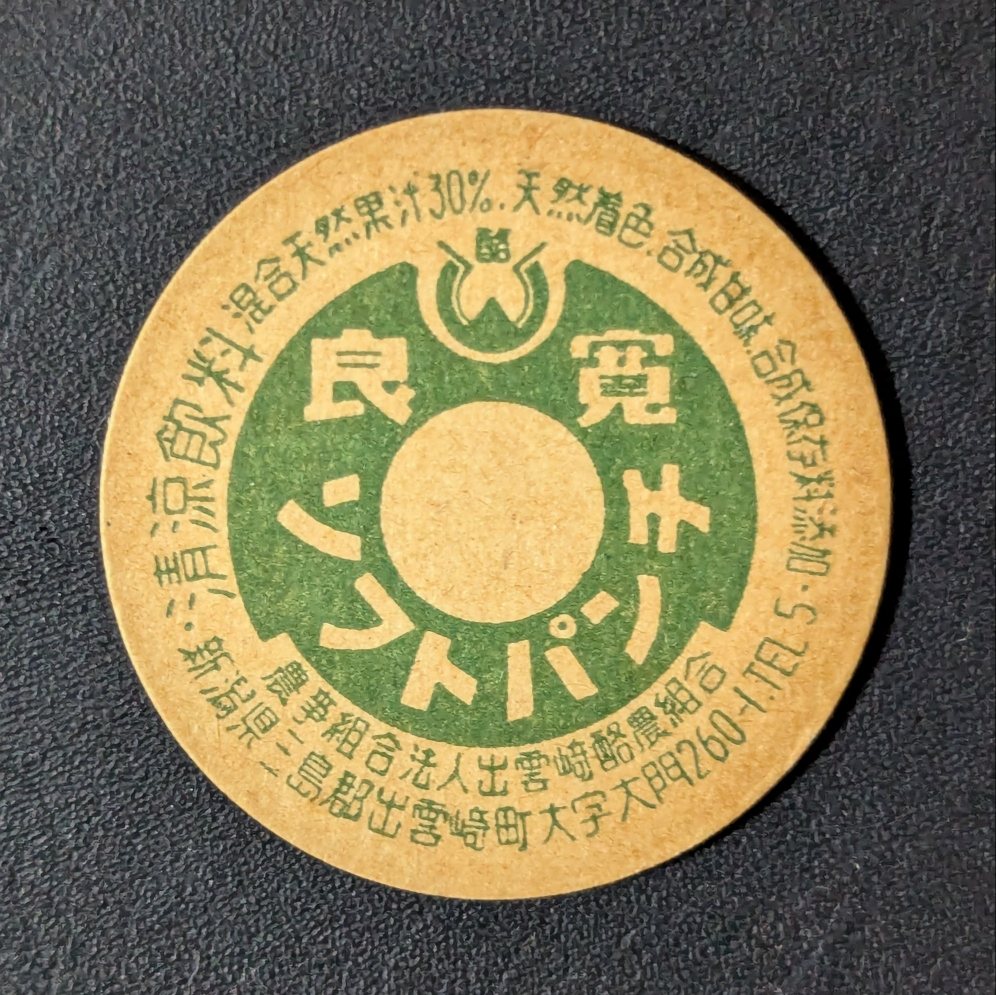 清涼飲料 混合天然果汁30%.天然着色.合成甘味.合成保存料添加
酪
良寛
ソフトパンチ
農事組合法人出雲崎酪農組合
新潟県三島郡出雲崎町大字大門260-1.TEL 5